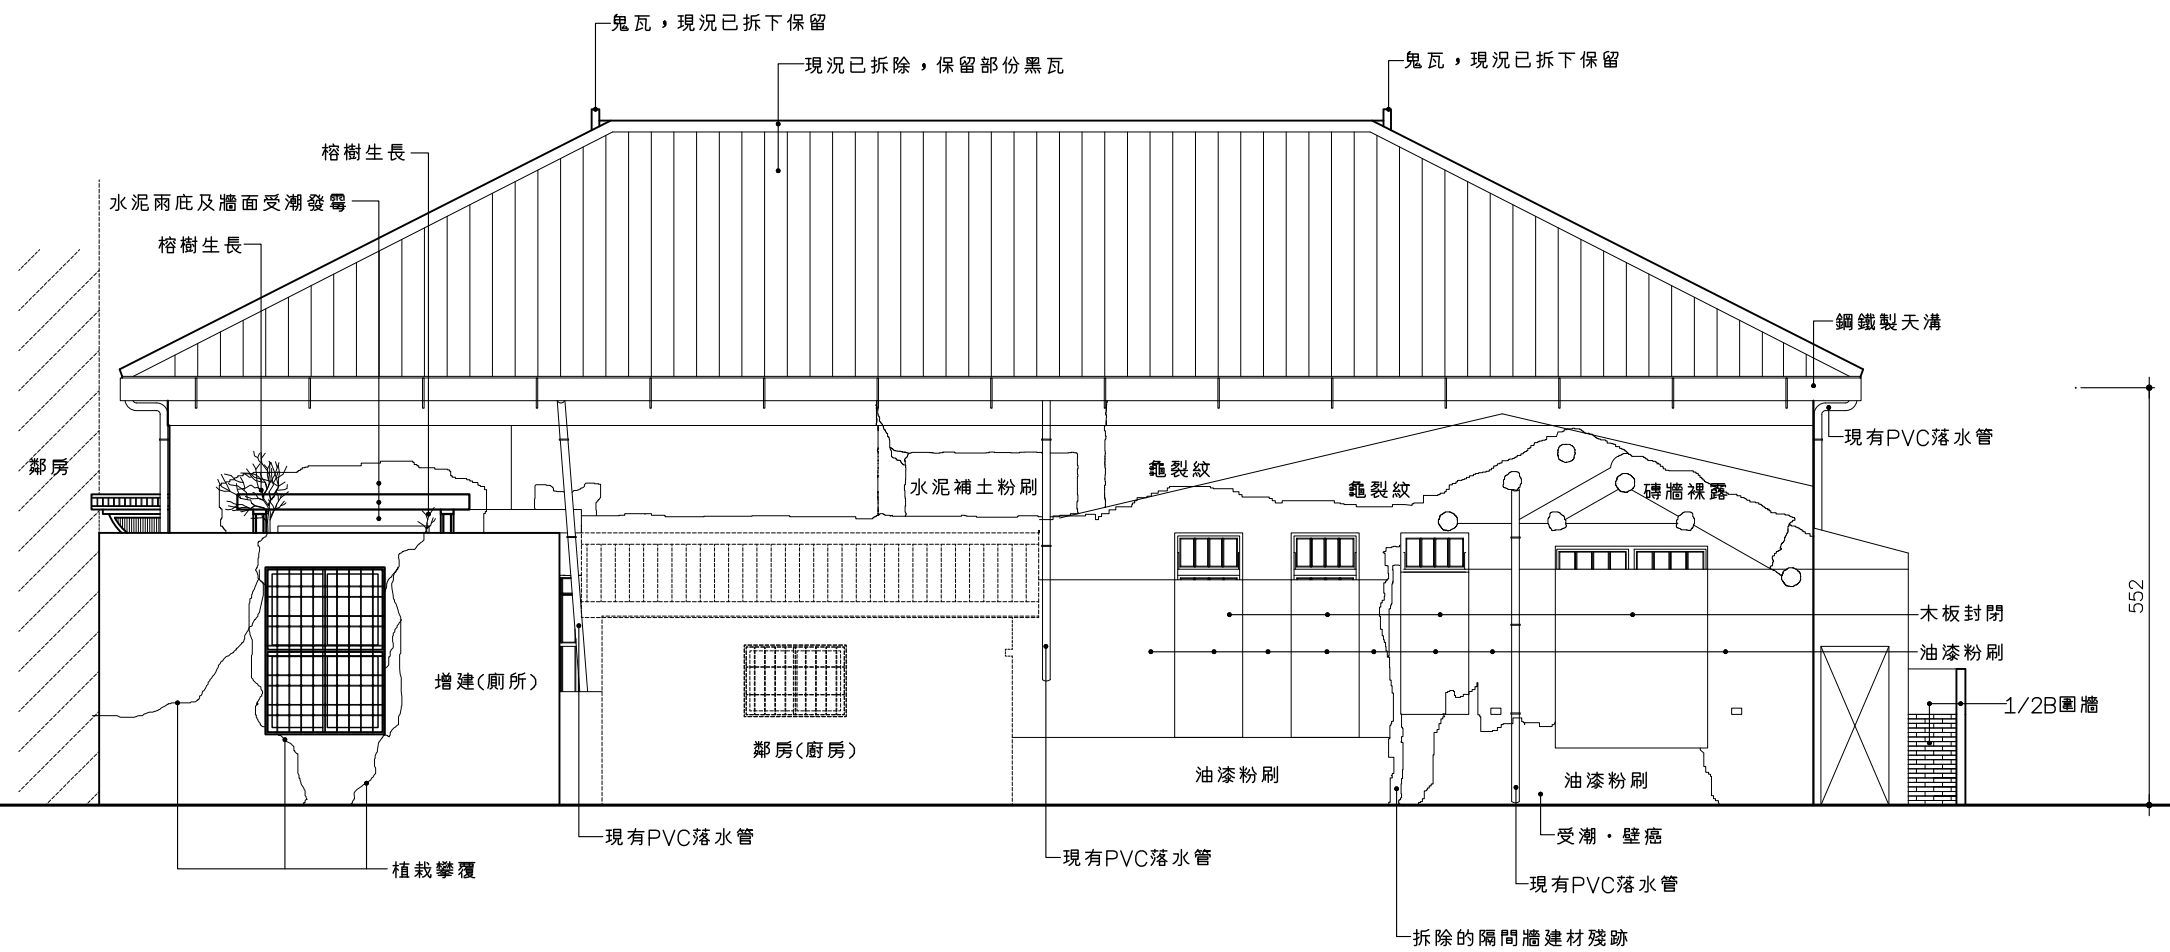 鬼瓦，現況已拆下保留
現況已拆除，保留部份黑瓦
鬼瓦，現況已拆下保留
榕樹生長
水泥雨庇及牆面受潮發霉
榕樹生長
鋼鐵製天溝
現有PVC落水管
鄰房
龜裂紋
水泥補土粉刷
龜裂紋
磚牆裸露
552
木板封閉
油漆粉刷
增建(廁所)
1/2B圍牆
鄰房(廚房)
油漆粉刷
油漆粉刷
現有PVC落水管
受潮．壁癌
現有PVC落水管
植栽攀覆
現有PVC落水管
拆除的隔間牆建材殘跡